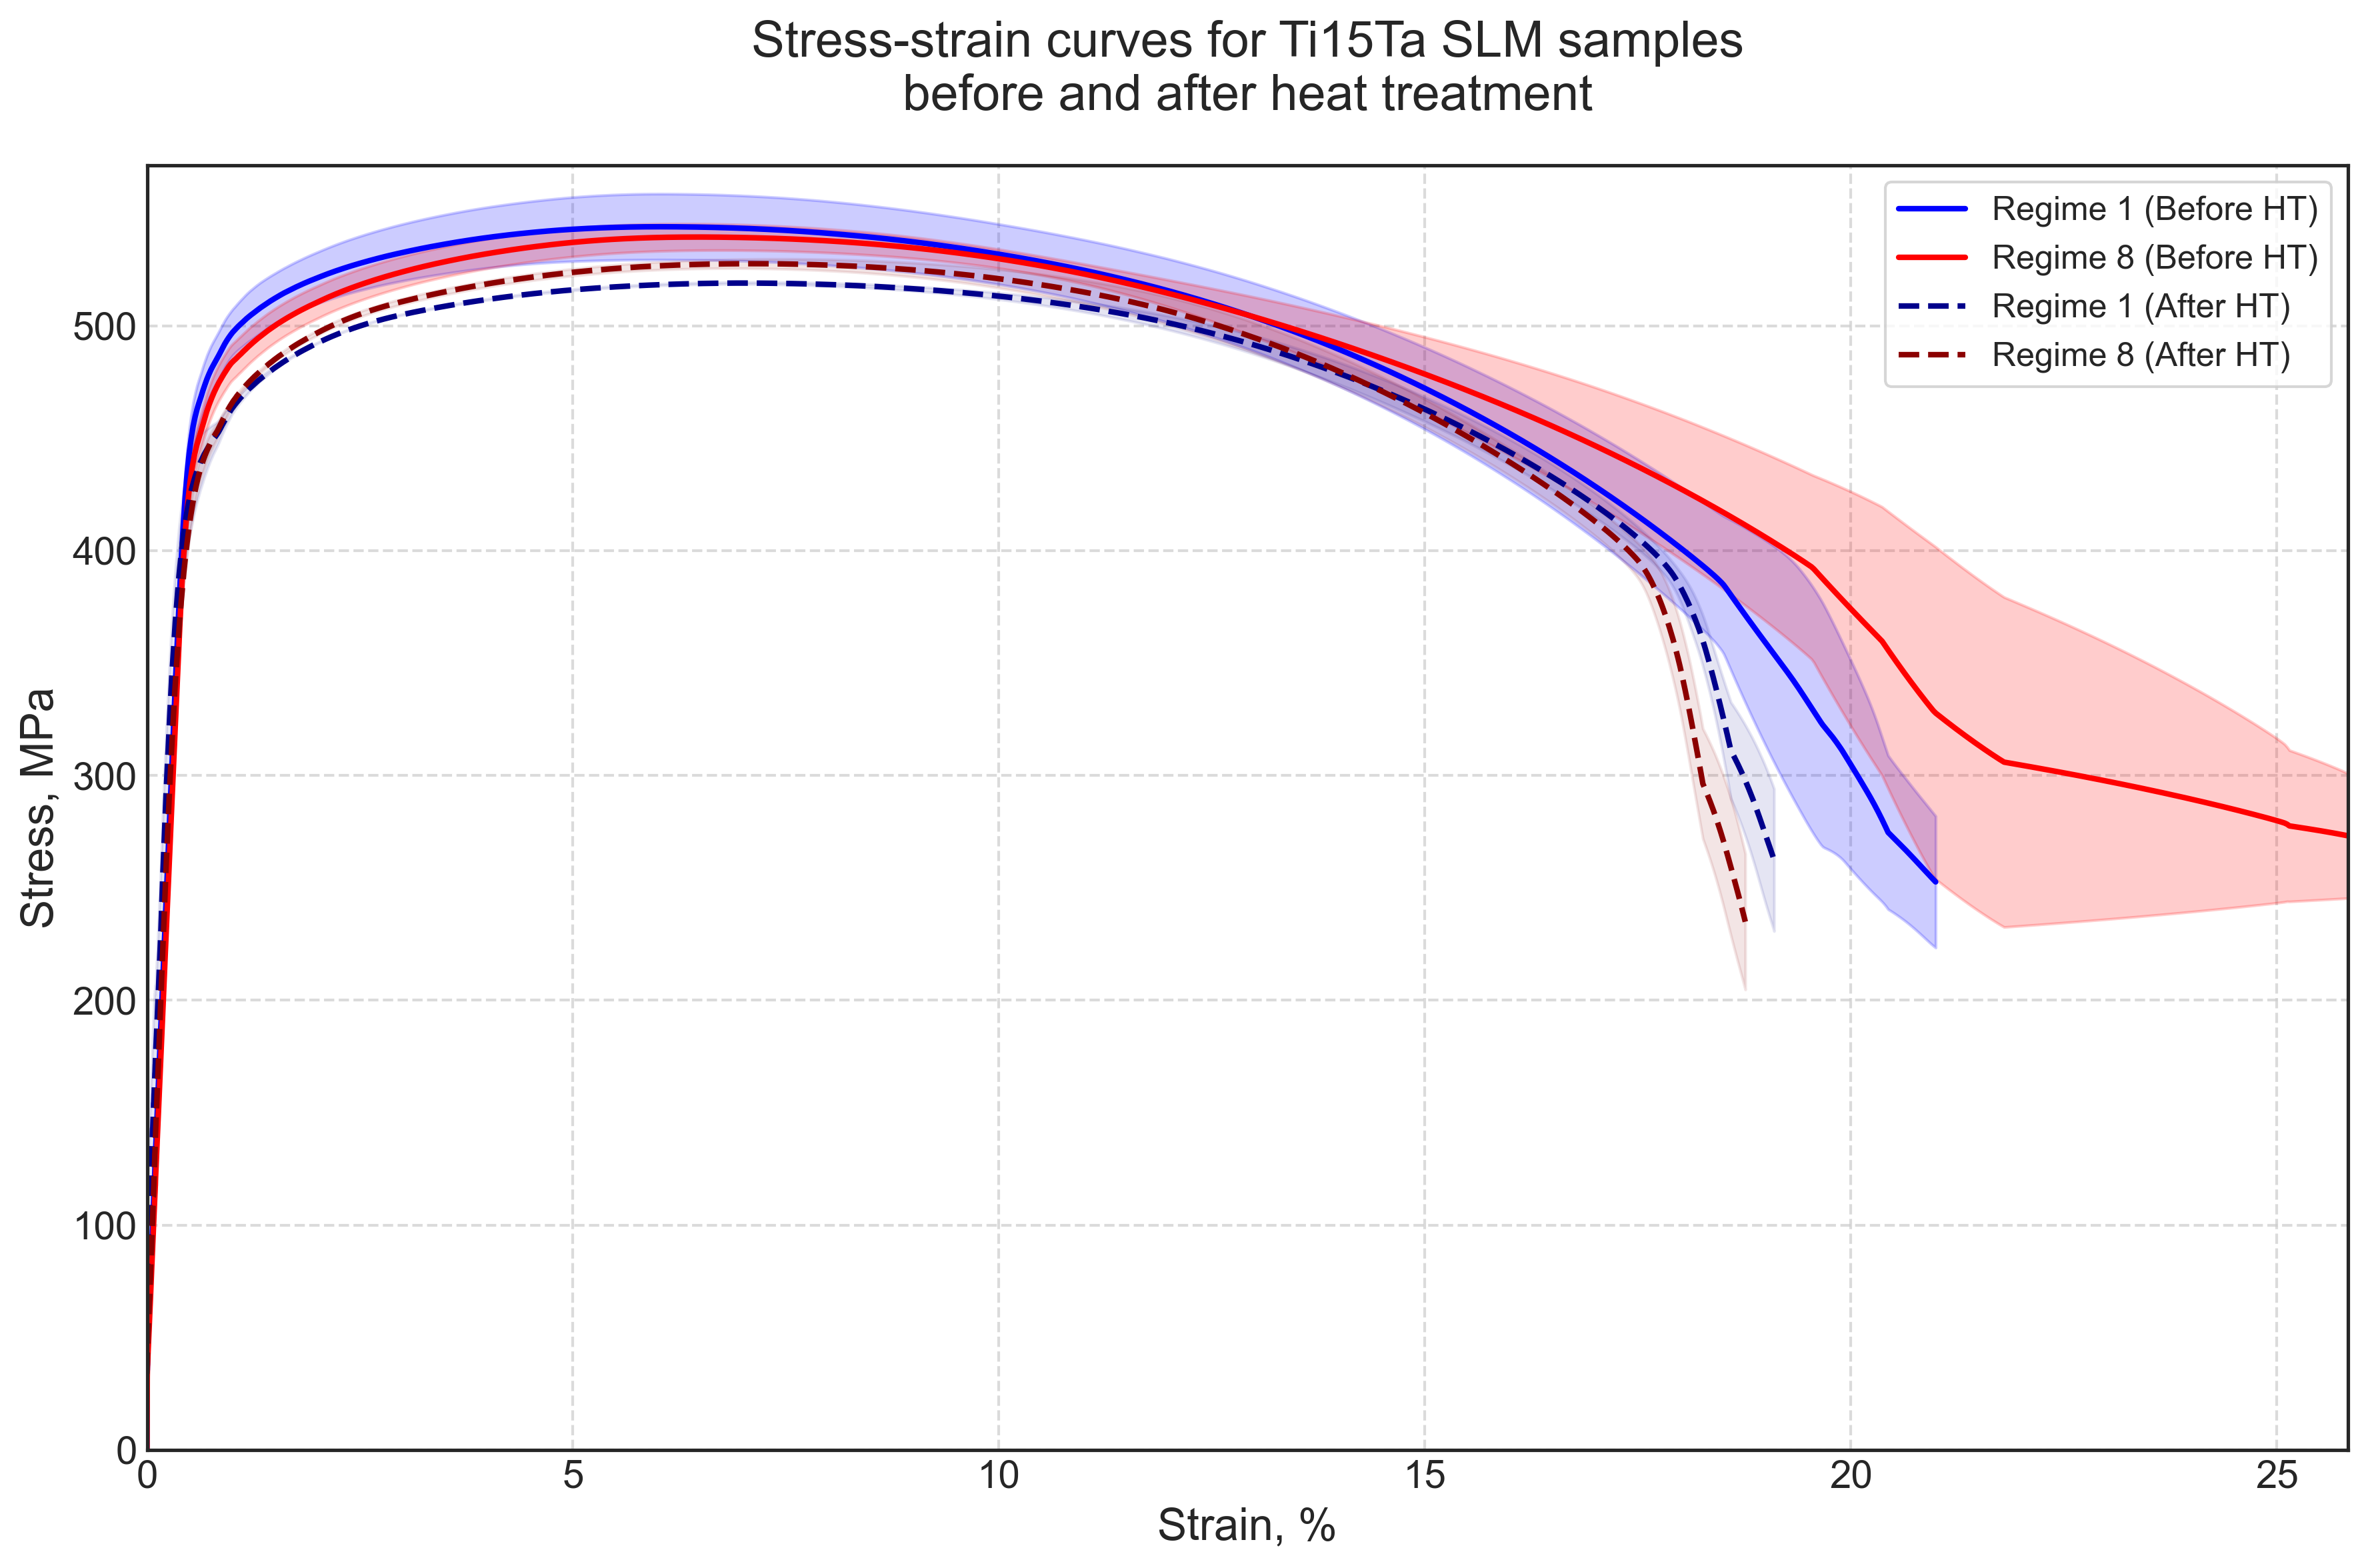 Stress-strain curves for Ti15Ta SLM samples
before and after heat treatment
Regime 1 (Before HT)
Regime 8 (Before HT)
Regime 1 (After HT)
Regime 8 (After HT)
Stress, MPa
500
400
300
200
100
0
0 5 10 15 20 25
Strain, %